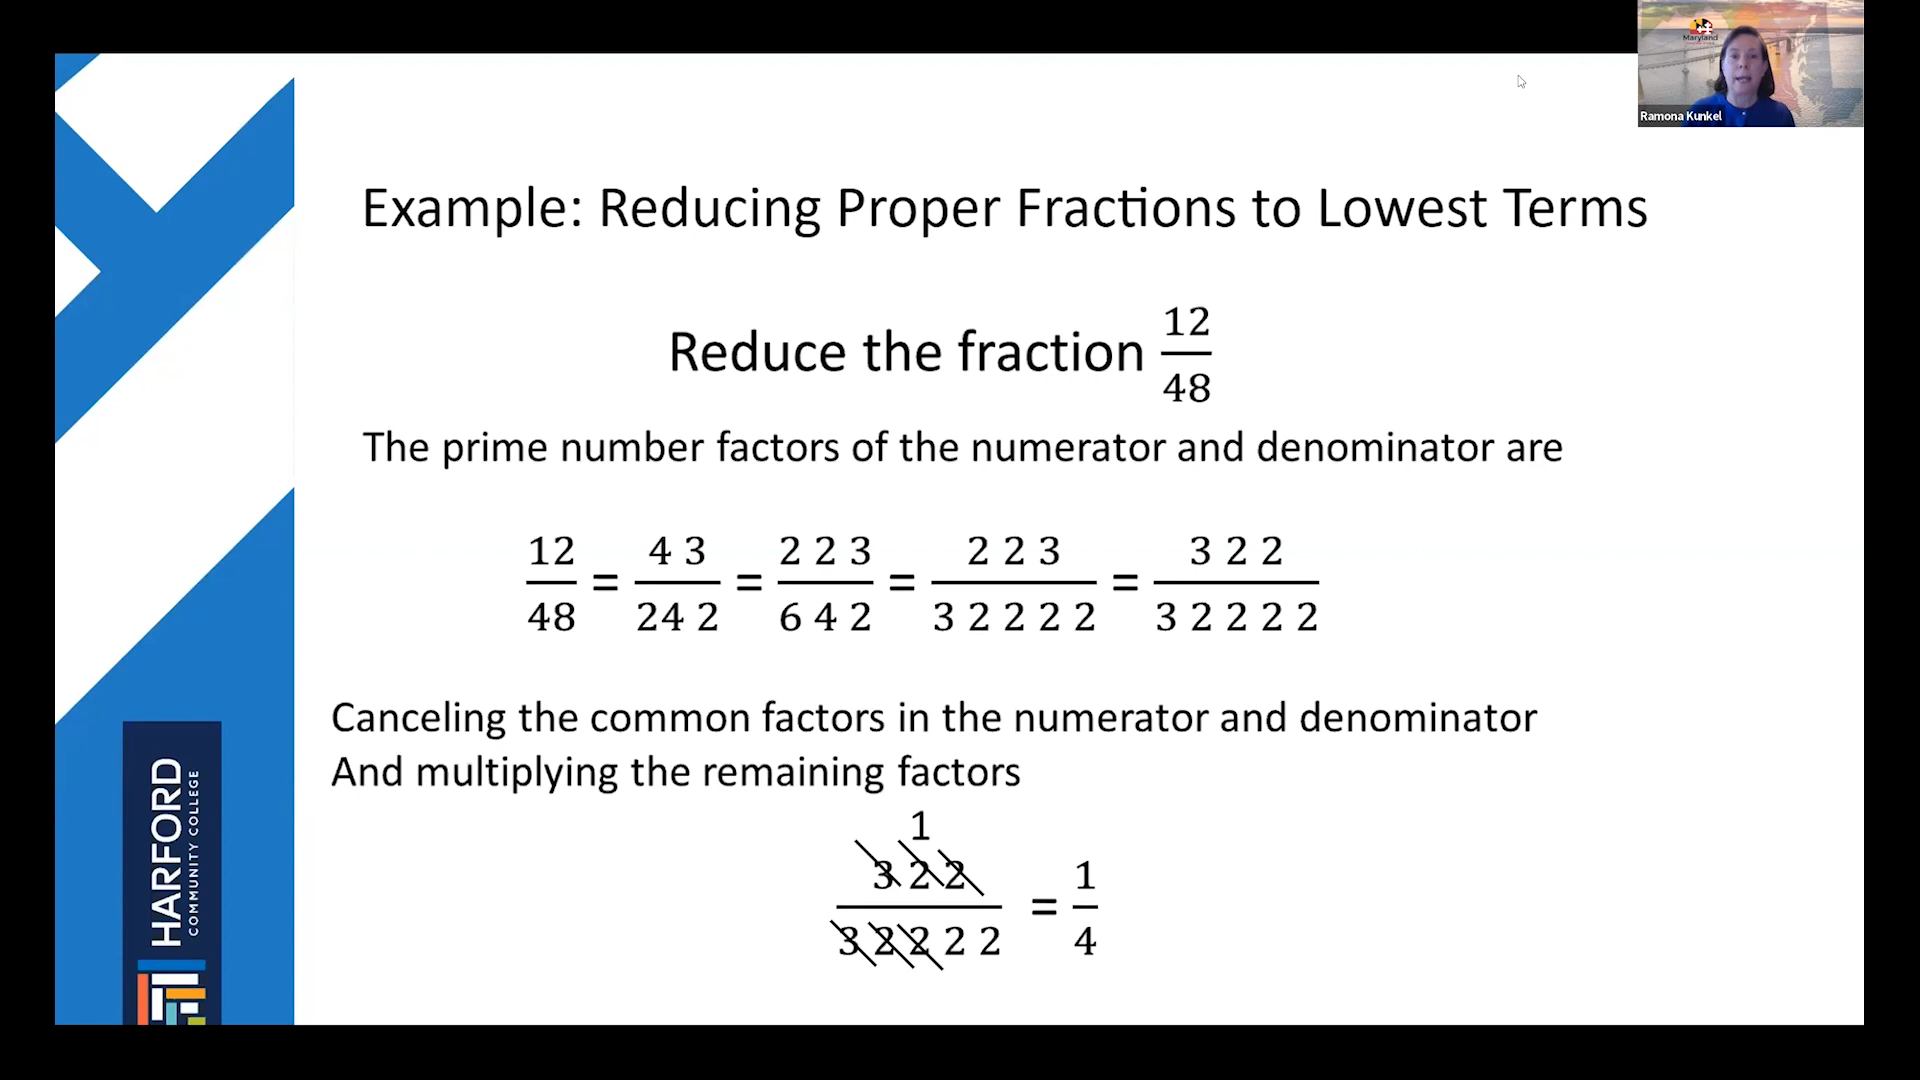 Maryland
Ramona Kunkel
Example: Reducing Proper Fractions to Lowest Terms
Reduce the fraction 12/48
The prime number factors of the numerator and denominator are
12/48 = 4 3/24 2 = 2 2 3/6 4 2 = 2 2 3/3 2 2 2 2 = 3 2 2/3 2 2 2 2
Canceling the common factors in the numerator and denominator
And multiplying the remaining factors
1
3 2 2/3 2 2 2 2 = 1/4
HARFORD
COMMUNITY COLLEGE